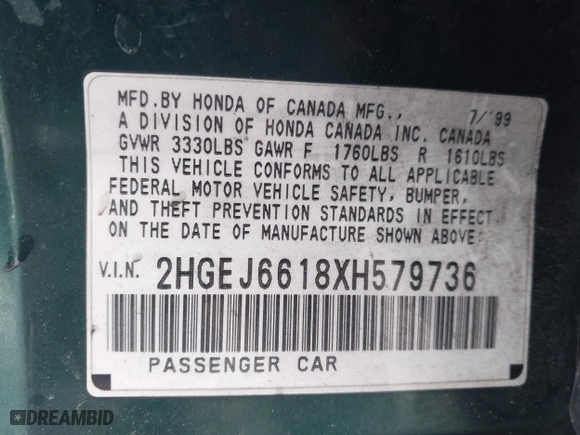 MFD.BY HONDA OF CANADA MFG., 7/'99
A DIVISION OF HONDA CANADA INC. CANADA
GVWR 3330LBS GAWR F 1760LBS R 1610LBS
THIS VEHICLE CONFORMS TO ALL APPLICABLE
FEDERAL MOTOR VEHICLE SAFETY, BUMPER,
AND THEFT PREVENTION STANDARDS IN EFFECT
ON THE DATE OF MANUFACTURE SHOWN ABOVE.
V.I.N. 2HGEJ6618XH579736
PASSENGER CAR
DREAMBID